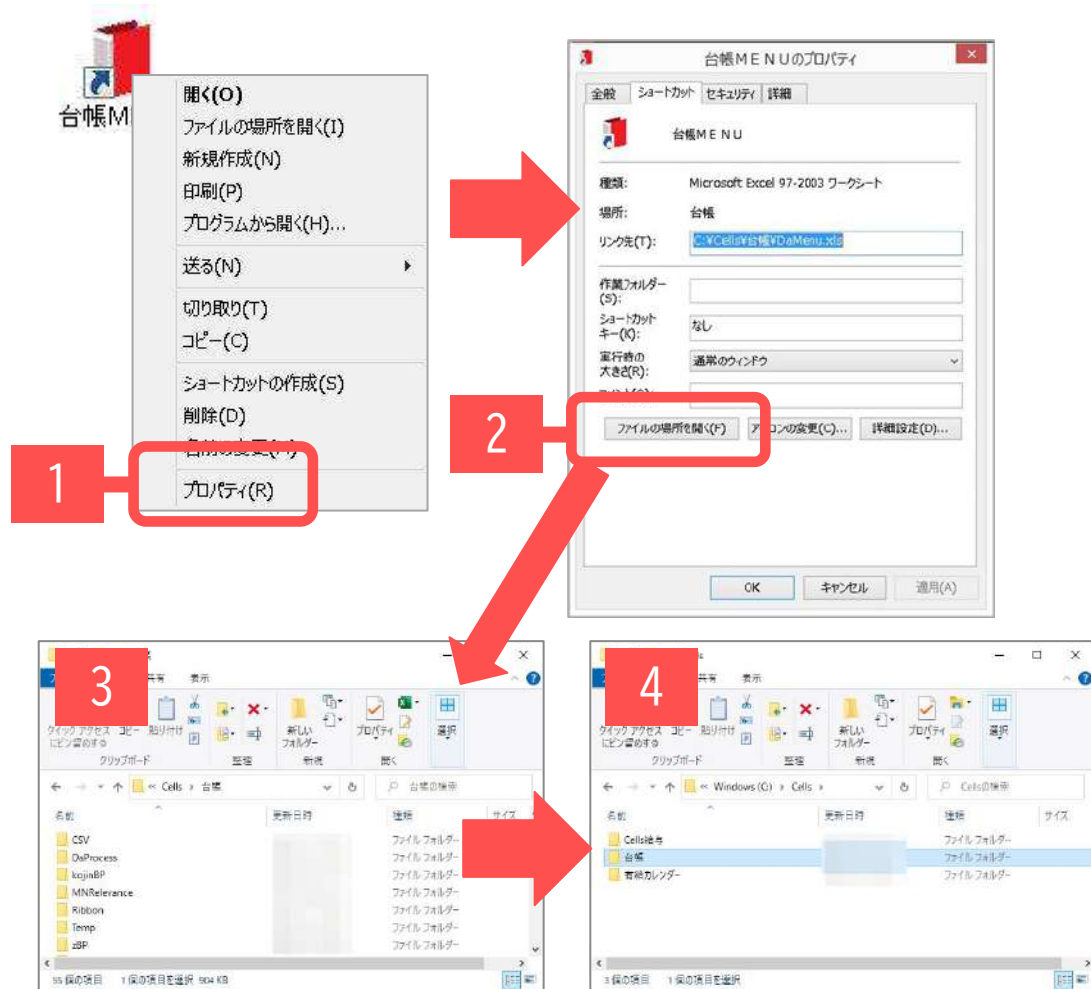 台帳M
開く(O)
ファイルの場所を開く(I)
新規作成(N)
印刷(P)
プログラムから開く(H)...
送る(N)
切り取り(T)
コピー(C)
ショートカットの作成(S)
削除(D)
プロパティ(R)
1
台帳MENUのプロパティ
全般 ショートカット セキュリティ 詳細
台帳MENU
種類: Microsoft Excel 97-2003 ワークシート
場所: 台帳
リンク先(T): C:¥Cells¥台帳¥DaMenu.xls
作業フォルダー
(S):
ショートカット
キー(K): なし
実行時の
大きさ(R): 通常のウィンドウ
2
ファイルの場所を開く(F) アイコンの変更(C)... 詳細設定(D)...
OK キャンセル 適用(A)
3
共有 表示
クイック アクセス コピー 貼り付け
にピン留めする
新しい
フォルダー
プロパティ
選択
クリップボード 整理 新規 開く
« Cells › 台帳
台帳の検索
名前 更新日時 種類 サイズ
CSV ファイル フォルダー
DaProcess ファイル フォルダー
kojinBP ファイル フォルダー
MNRelerance ファイル フォルダー
Ribbon ファイル フォルダー
Temp ファイル フォルダー
zBP ファイル フォルダー
55 個の項目 1 個の項目を選択 904 KB
4
共有 表示
クイック アクセス コピー 貼り付け
にピン留めする
新しい
フォルダー
プロパティ
選択
クリップボード 整理 新規 開く
« Windows (C:) › Cells ›
Cellsの検索
名前 更新日時 種類 サイズ
Cells給与 ファイル フォルダー
台帳 ファイル フォルダー
有給カレンダー ファイル フォルダー
3 個の項目 1 個の項目を選択